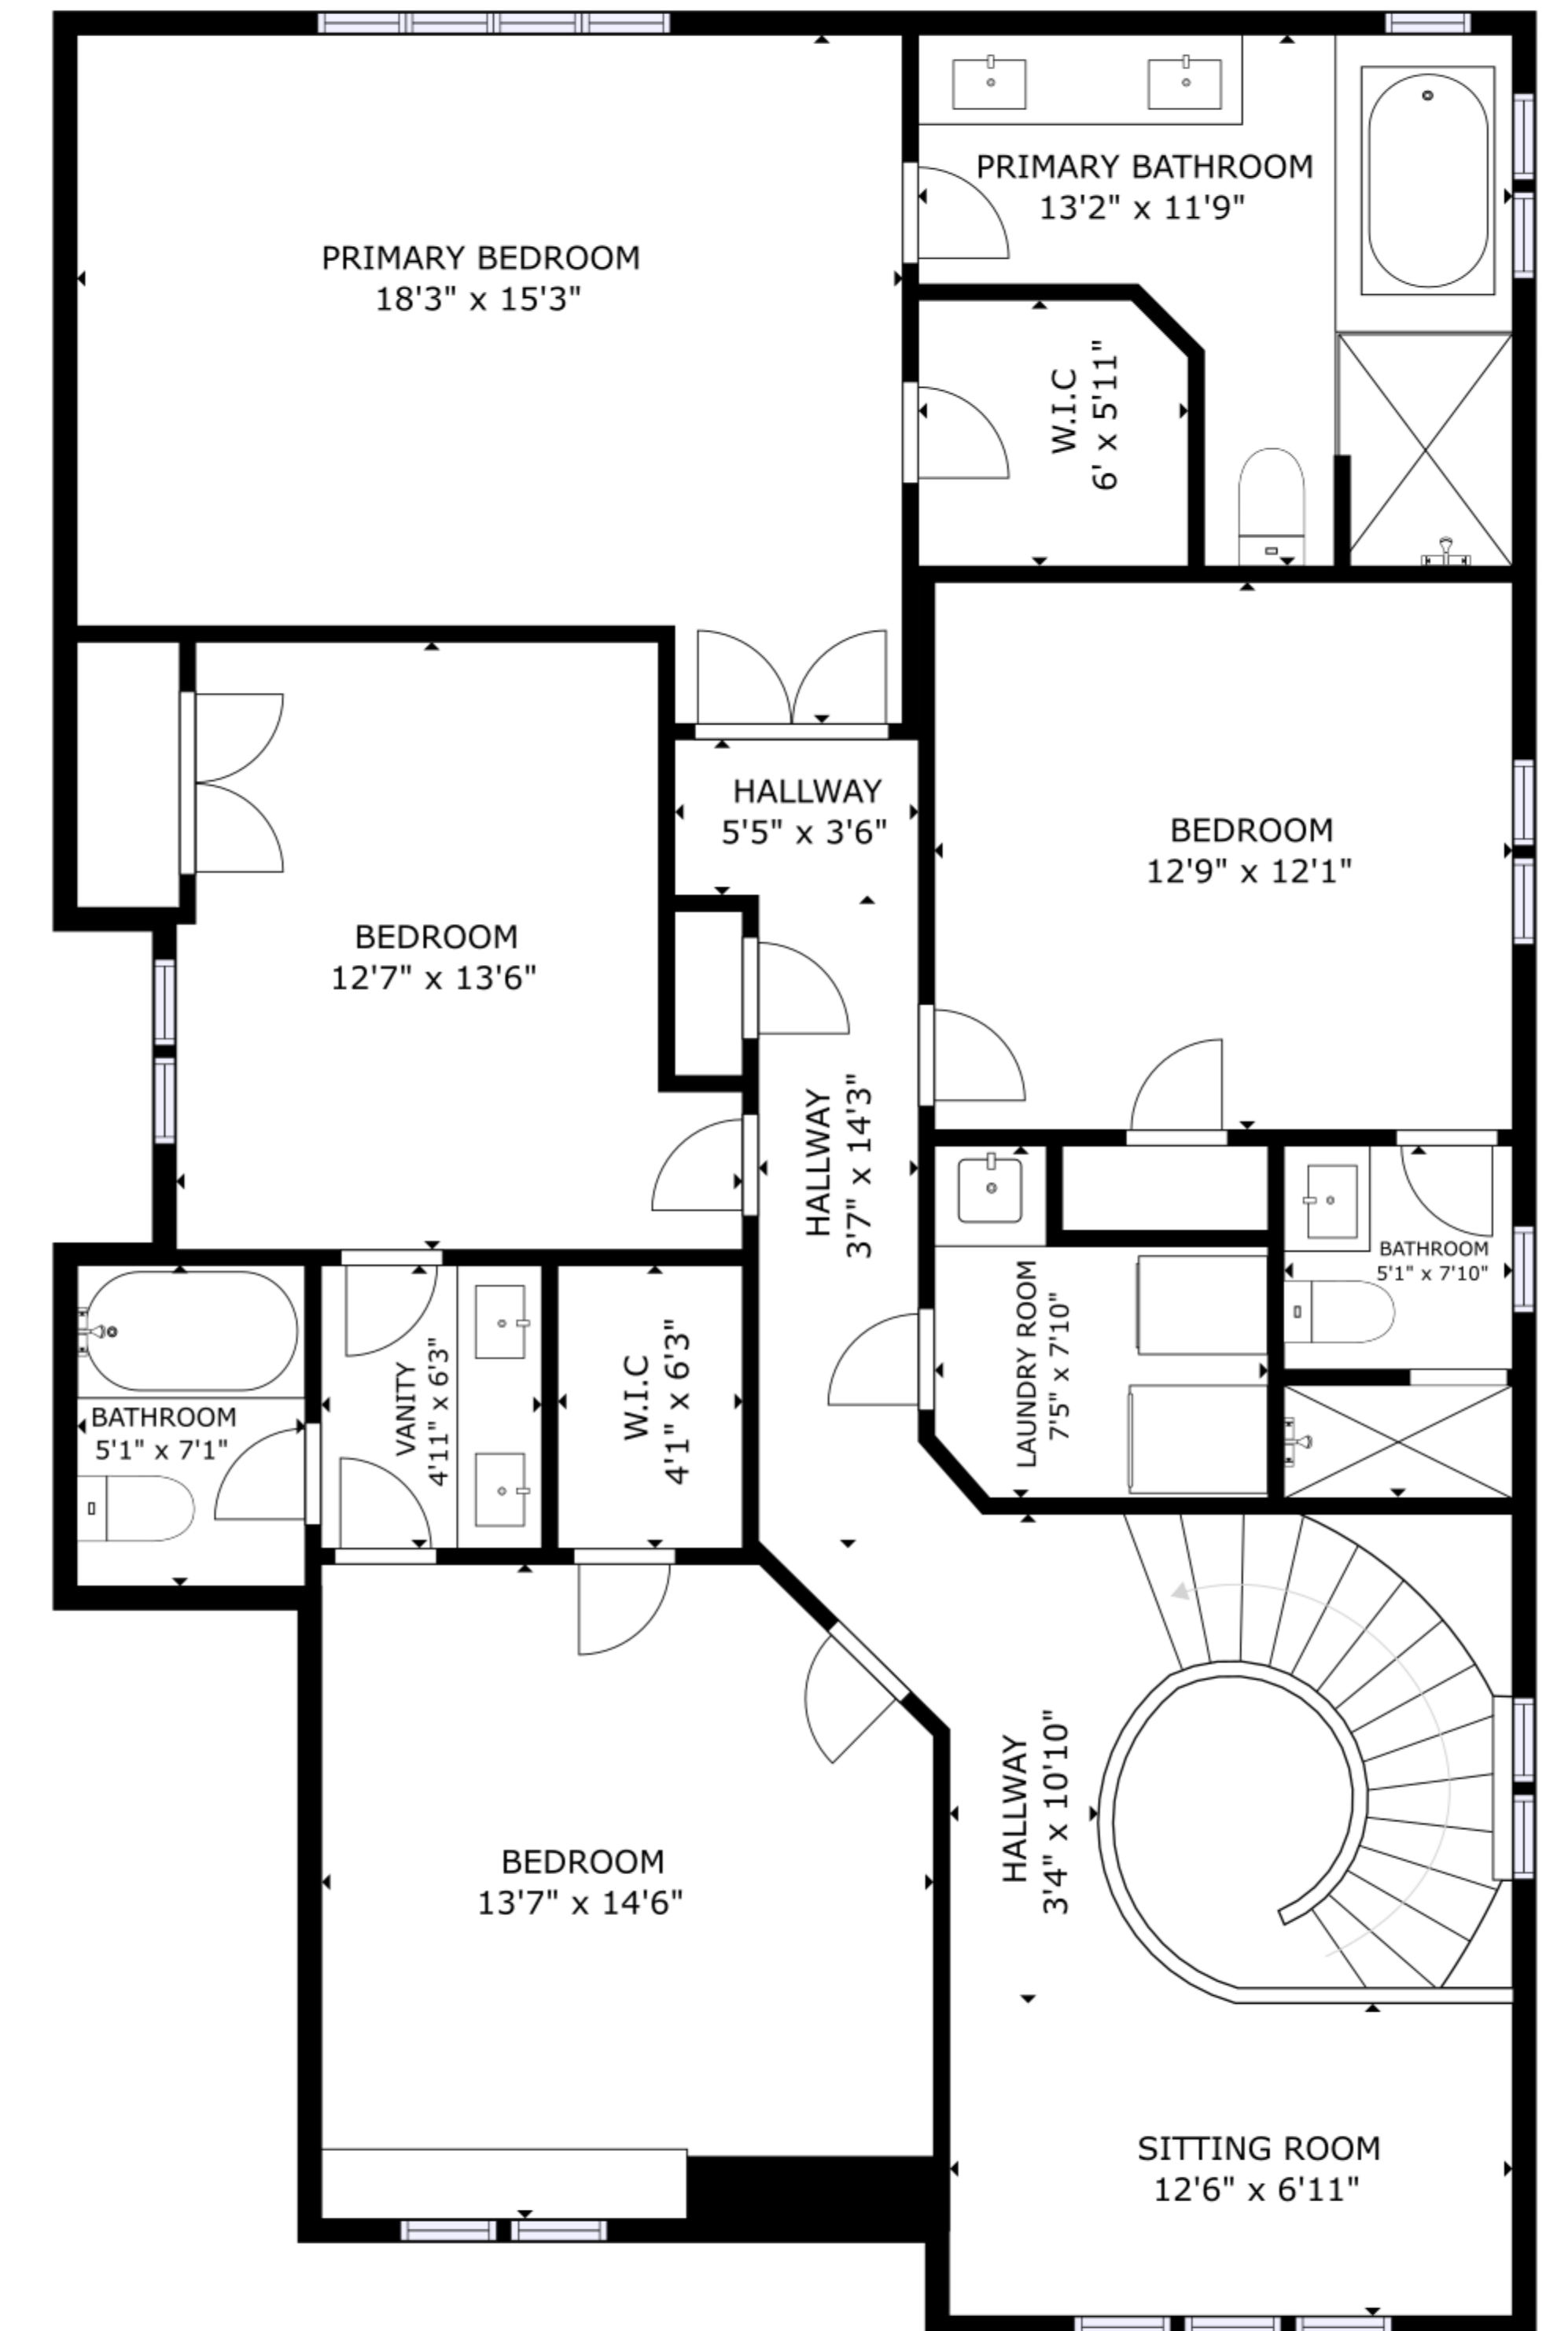 PRIMARY BATHROOM
13'2" x 11'9"
PRIMARY BEDROOM
18'3" x 15'3"
W.I.C
6' x 5'11"
HALLWAY
5'5" x 3'6"
BEDROOM
12'9" x 12'1"
BEDROOM
12'7" x 13'6"
HALLWAY
3'7" x 14'3"
BATHROOM
5'1" x 7'10"
LAUNDRY ROOM
7'5" x 7'10"
BATHROOM
5'1" x 7'1"
VANITY
4'11" x 6'3"
W.I.C
4'1" x 6'3"
HALLWAY
3'4" x 10'10"
BEDROOM
13'7" x 14'6"
SITTING ROOM
12'6" x 6'11"